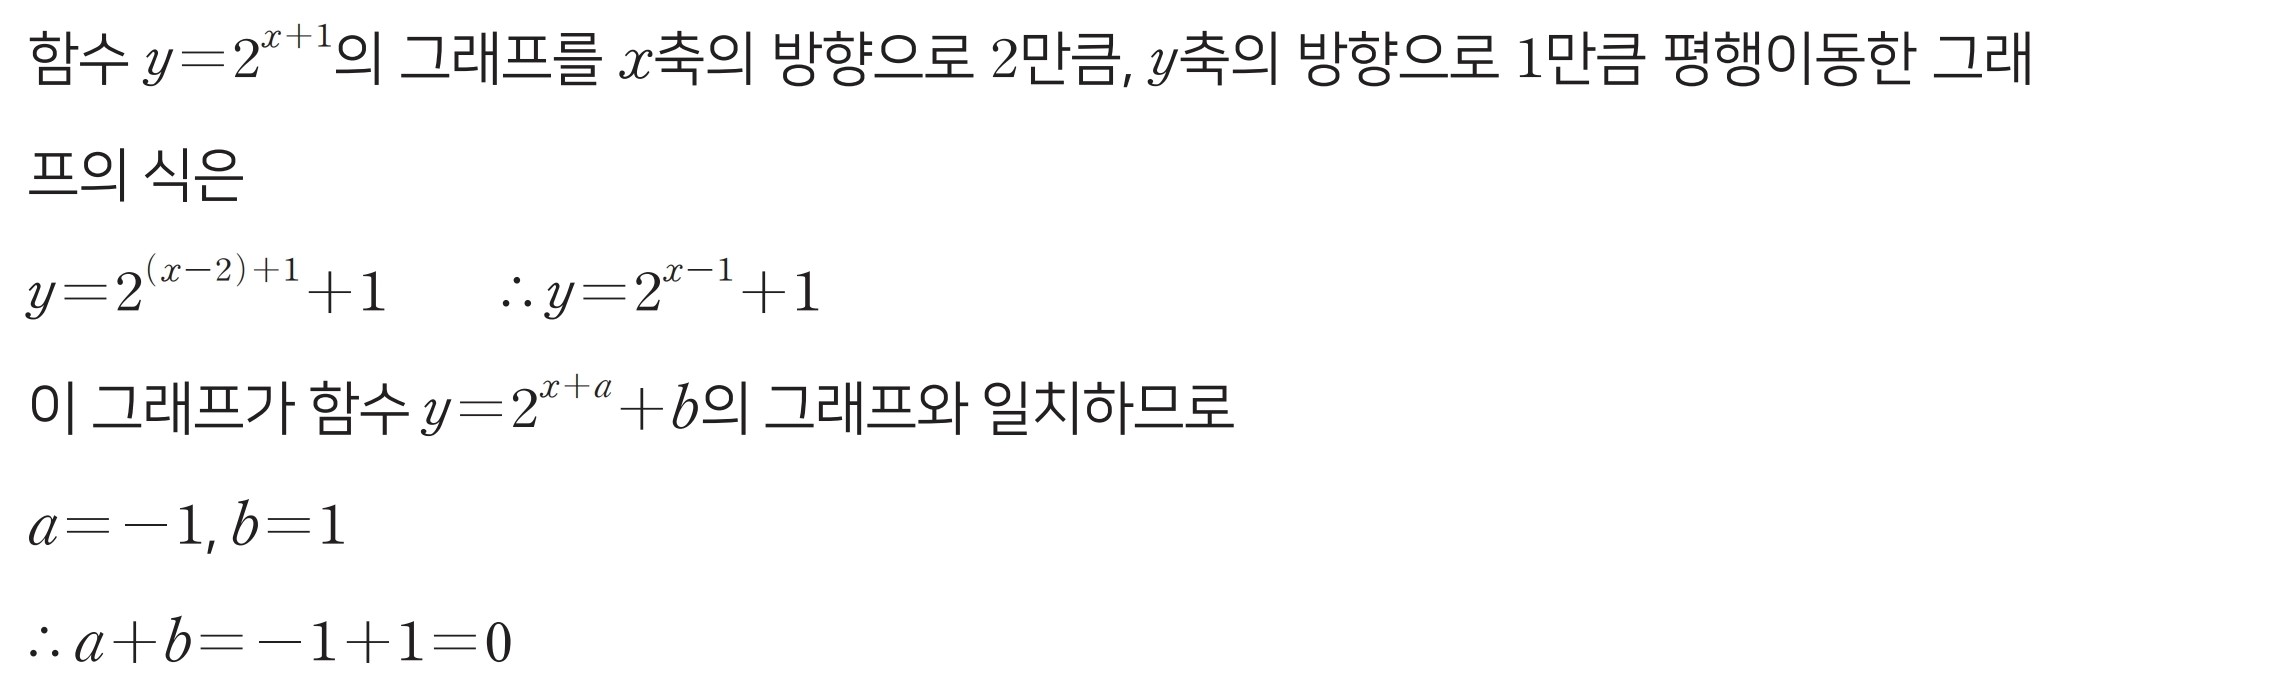 함수 y=2^{x+1}의 그래프를 x축의 방향으로 2만큼, y축의 방향으로 1만큼 평행이동한 그래
프의 식은
y=2^{(x-2)+1}+1 ∴ y=2^{x-1}+1
이 그래프가 함수 y=2^{x+a}+b의 그래프와 일치하므로
a=-1, b=1
∴ a+b=-1+1=0